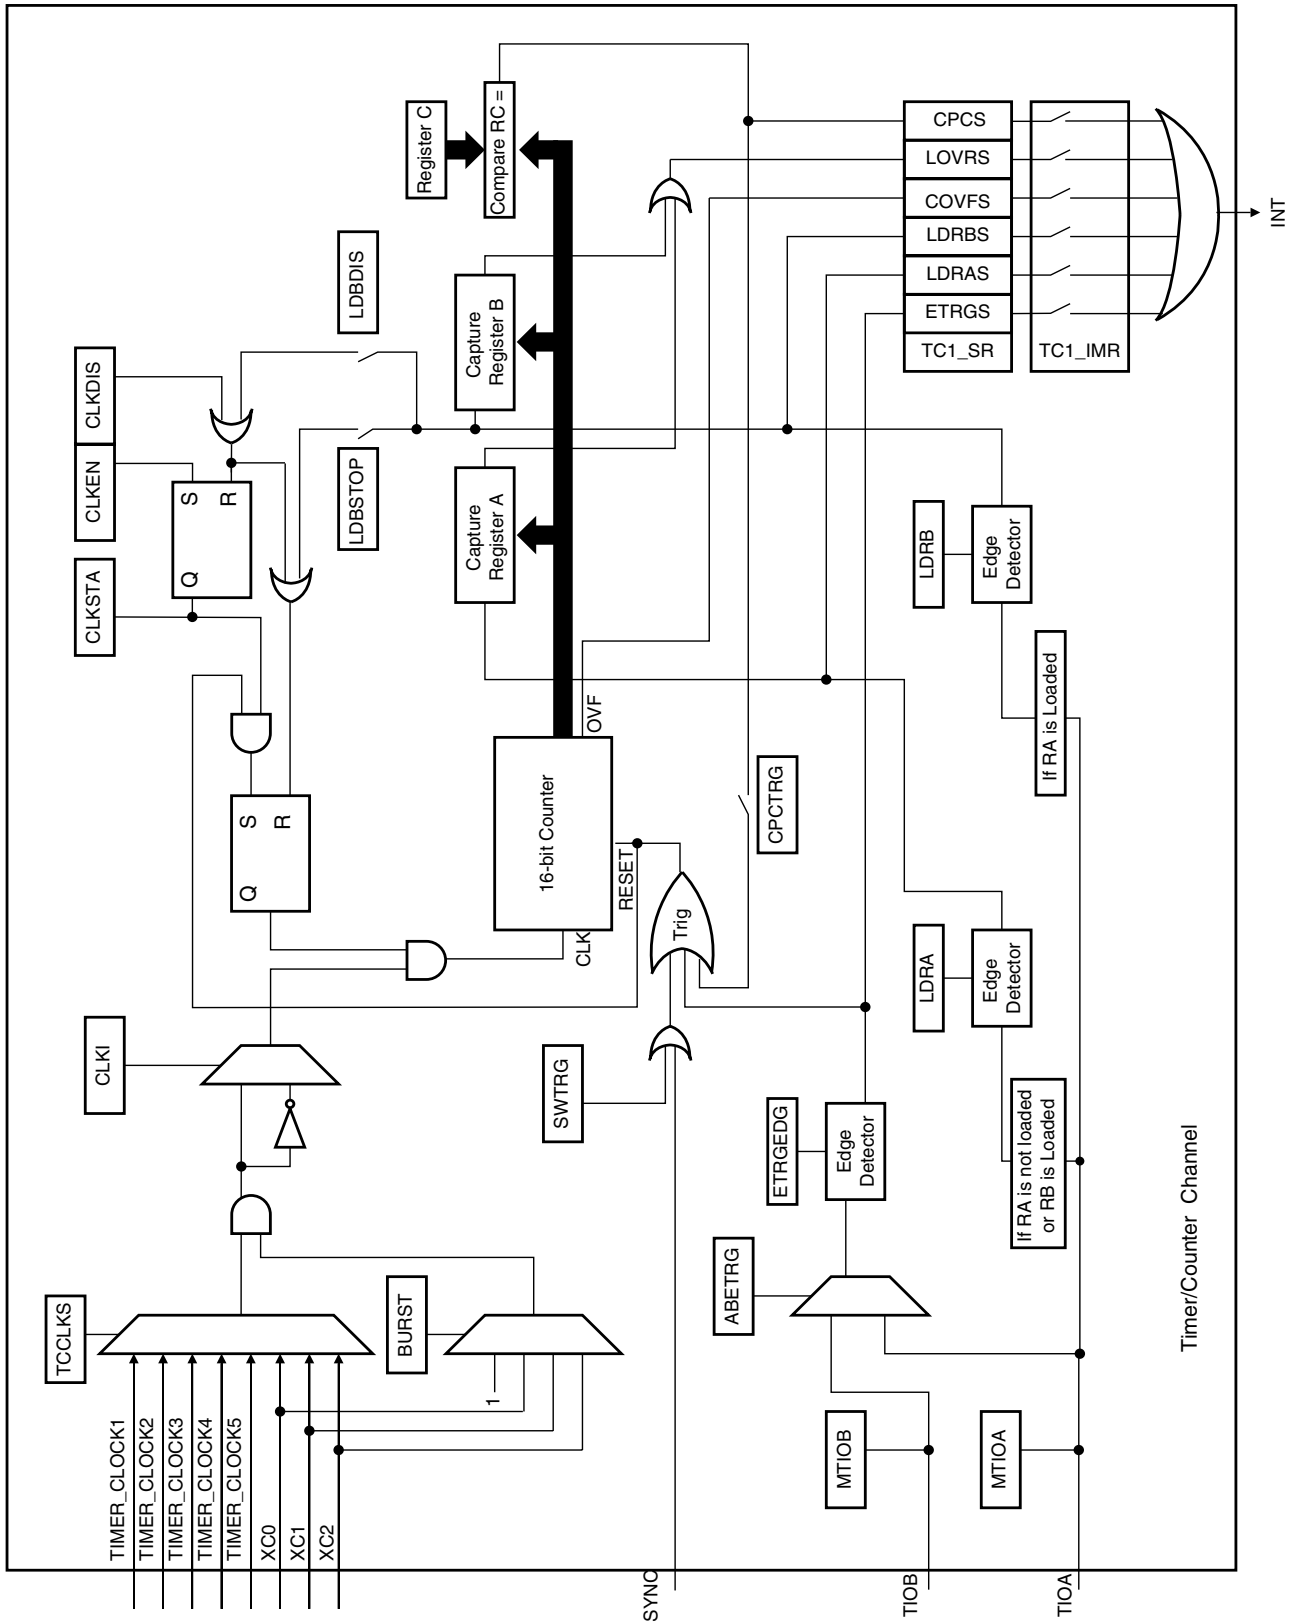 Timer/Counter Channel
TCCLKS
TIMER_CLOCK1
TIMER_CLOCK2
TIMER_CLOCK3
TIMER_CLOCK4
TIMER_CLOCK5
XC0
XC1
XC2
BURST
1
CLKI
CLKSTA
CLKEN
CLKDIS
Q
S
R
Q
S
R
LDBSTOP
LDBDIS
SYNC
SWTRG
Trig
CLK
RESET
16-bit Counter
OVF
Capture
Register A
Capture
Register B
Register C
Compare RC =
CPCTRG
MTIOB
TIOB
ABETRG
ETRGEDG
Edge
Detector
MTIOA
TIOA
If RA is not loaded
or RB is Loaded
LDRA
Edge
Detector
If RA is Loaded
LDRB
Edge
Detector
CPCS
LOVRS
COVFS
LDRBS
LDRAS
ETRGS
TC1_SR
TC1_IMR
INT